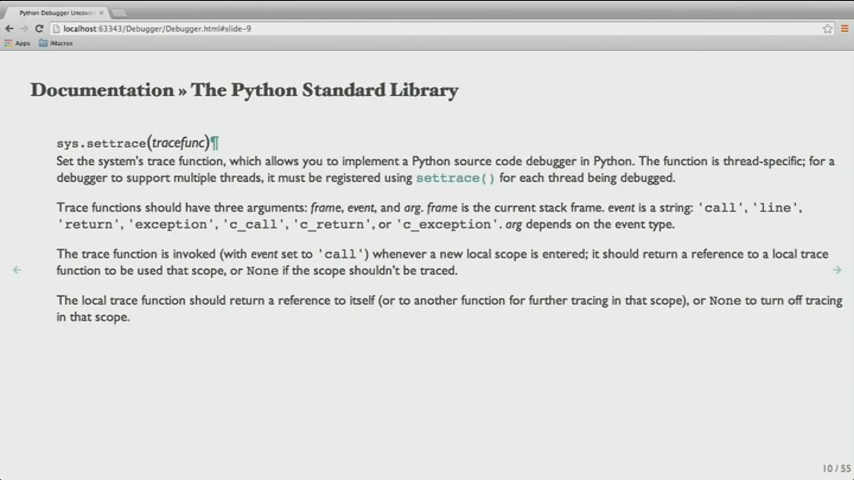 Python Debugger Uncover
localhost:63343/Debugger/Debugger.html#slide-9
Apps iMacros
Documentation » The Python Standard Library
sys.settrace(tracefunc)¶
Set the system's trace function, which allows you to implement a Python source code debugger in Python. The function is thread-specific; for a
debugger to support multiple threads, it must be registered using settrace() for each thread being debugged.
Trace functions should have three arguments: frame, event, and arg. frame is the current stack frame. event is a string: 'call', 'line',
'return', 'exception', 'c_call', 'c_return', or 'c_exception'. arg depends on the event type.
The trace function is invoked (with event set to 'call') whenever a new local scope is entered; it should return a reference to a local trace
function to be used that scope, or None if the scope shouldn't be traced.
The local trace function should return a reference to itself (or to another function for further tracing in that scope), or None to turn off tracing
in that scope.
10 / 55